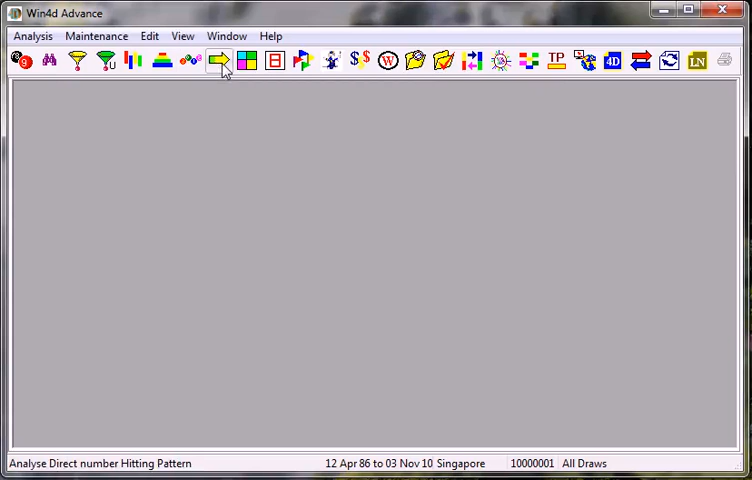 Win4d Advance
Analysis Maintenance Edit View Window Help
9 U $$ W TP 4D LN
Analyse Direct number Hitting Pattern 12 Apr 86 to 03 Nov 10 Singapore 10000001 All Draws